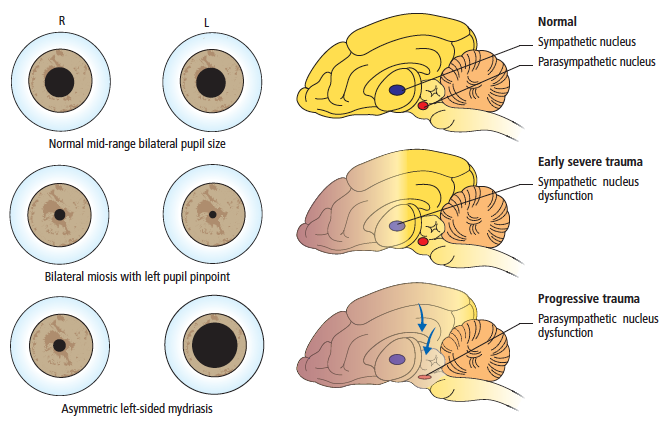 R
L
Normal mid-range bilateral pupil size
Normal
Sympathetic nucleus
Parasympathetic nucleus
Bilateral miosis with left pupil pinpoint
Early severe trauma
Sympathetic nucleus
dysfunction
Asymmetric left-sided mydriasis
Progressive trauma
Parasympathetic nucleus
dysfunction